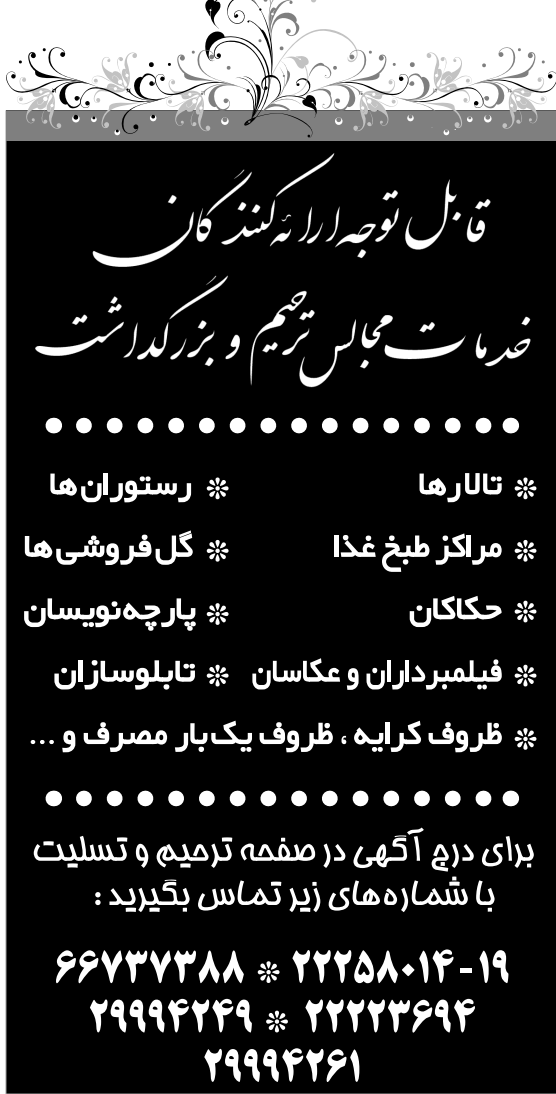 قابل توجه ارائه کنندگان
خدمات مجالس ترحیم و بزرگداشت
❊ تالارها ❊ رستوران‌ها
❊ مراکز طبخ غذا ❊ گل‌فروشی‌ها
❊ حکاکان ❊ پارچه‌نویسان
❊ فیلمبرداران و عکاسان ❊ تابلوسازان
❊ ظروف کرایه ، ظروف یک‌بار مصرف و ...
برای درج آگهی در صفحه ترحیم و تسلیت
با شماره‌های زیر تماس بگیرید :
۲۲۲۵۸۰۱۴-۱۹ ❊ ۶۶۷۳۷۳۸۸
۲۲۲۲۳۶۹۴ ❊ ۲۹۹۹۴۲۴۹
۲۹۹۹۴۲۶۱